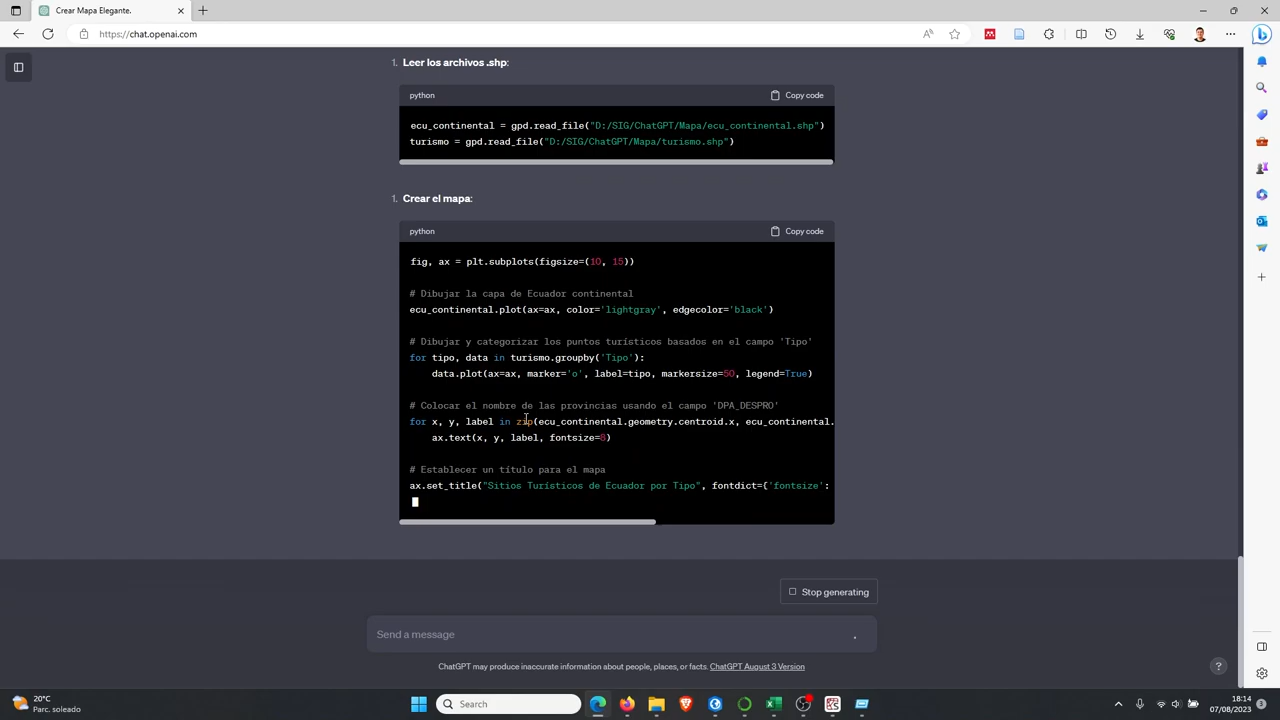 Crear Mapa Elegante.
https://chat.openai.com
1. Leer los archivos .shp:
python
Copy code
ecu_continental = gpd.read_file("D:/SIG/ChatGPT/Mapa/ecu_continental.shp")
turismo = gpd.read_file("D:/SIG/ChatGPT/Mapa/turismo.shp")
1. Crear el mapa:
python
Copy code
fig, ax = plt.subplots(figsize=(10, 15))
# Dibujar la capa de Ecuador continental
ecu_continental.plot(ax=ax, color='lightgray', edgecolor='black')
# Dibujar y categorizar los puntos turísticos basados en el campo 'Tipo'
for tipo, data in turismo.groupby('Tipo'):
data.plot(ax=ax, marker='o', label=tipo, markersize=50, legend=True)
# Colocar el nombre de las provincias usando el campo 'DPA_DESPRO'
for x, y, label in zip(ecu_continental.geometry.centroid.x, ecu_continental.
ax.text(x, y, label, fontsize=8)
# Establecer un título para el mapa
ax.set_title("Sitios Turísticos de Ecuador por Tipo", fontdict={'fontsize':
Stop generating
Send a message
ChatGPT may produce inaccurate information about people, places, or facts. ChatGPT August 3 Version
?
20°C
Parc. soleado
Search
18:14
07/08/2023
3